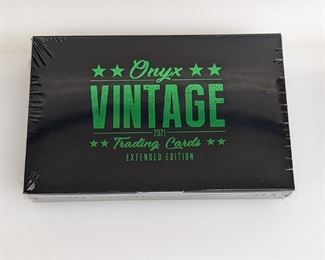 ★ ★ Onyx ★ ★
VINTAGE
2021
★★ Trading Cards ★★
EXTENDED EDITION